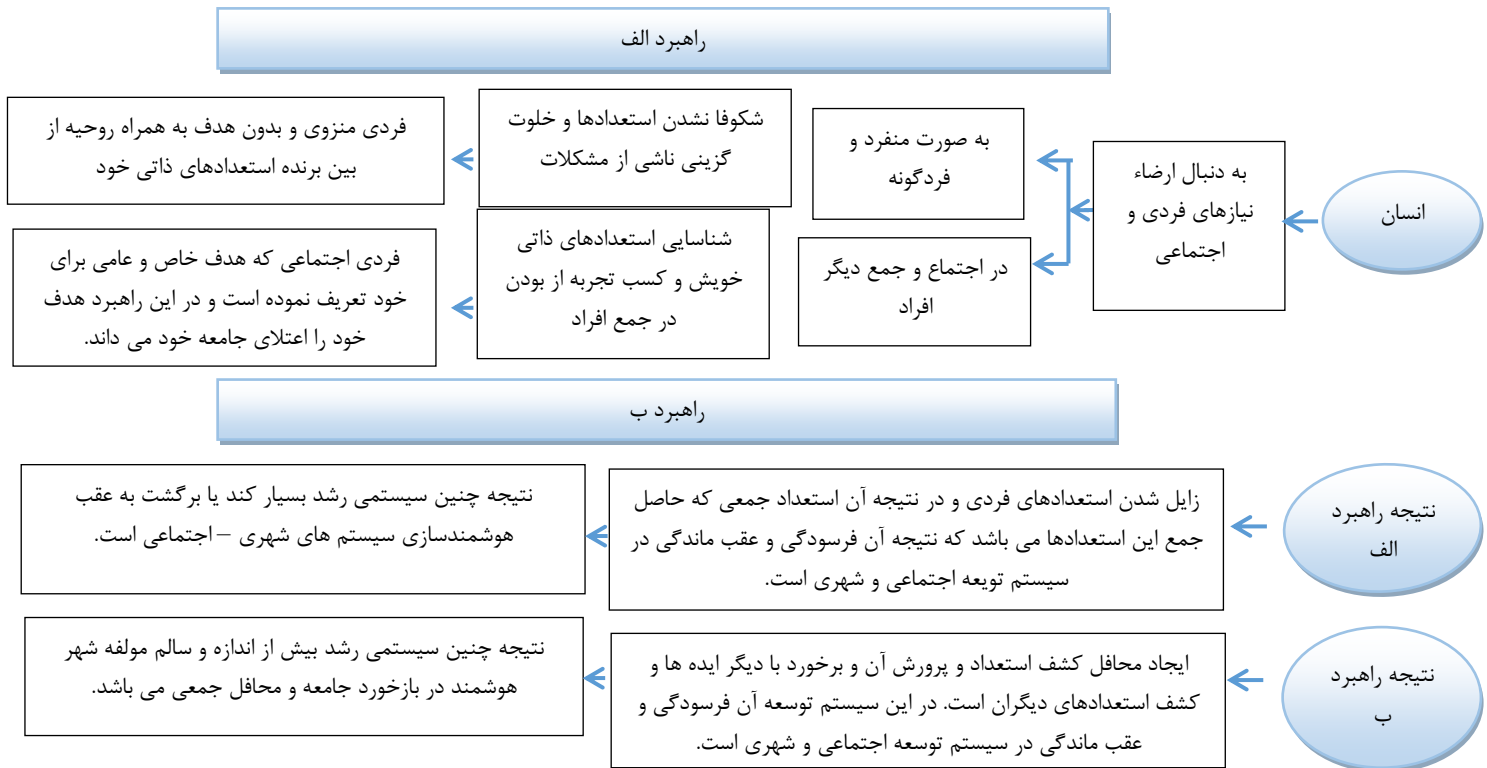 راهبرد الف
انسان
به دنبال ارضاء
نیازهای فردی و
اجتماعی
به صورت منفرد و
فردگونه
شکوفا نشدن استعدادها و خلوت
گزینی ناشی از مشکلات
فردی منزوی و بدون هدف به همراه روحیه از
بین برنده استعدادهای ذاتی خود
در اجتماع و جمع دیگر
افراد
شناسایی استعدادهای ذاتی
خویش و کسب تجربه از بودن
در جمع افراد
فردی اجتماعی که هدف خاص و عامی برای
خود تعریف نموده است و در این راهبرد هدف
خود را اعتلای جامعه خود می داند.
راهبرد ب
نتیجه راهبرد
الف
زایل شدن استعدادهای فردی و در نتیجه آن استعداد جمعی که حاصل
جمع این استعدادها می باشد که نتیجه آن فرسودگی و عقب ماندگی در
سیستم تویعه اجتماعی و شهری است.
نتیجه چنین سیستمی رشد بسیار کند یا برگشت به عقب
هوشمندسازی سیستم های شهری – اجتماعی است.
نتیجه راهبرد
ب
ایجاد محافل کشف استعداد و پرورش آن و برخورد با دیگر ایده ها و
کشف استعدادهای دیگران است. در این سیستم توسعه آن فرسودگی و
عقب ماندگی در سیستم توسعه اجتماعی و شهری است.
نتیجه چنین سیستمی رشد بیش از اندازه و سالم مولفه شهر
هوشمند در بازخورد جامعه و محافل جمعی می باشد.